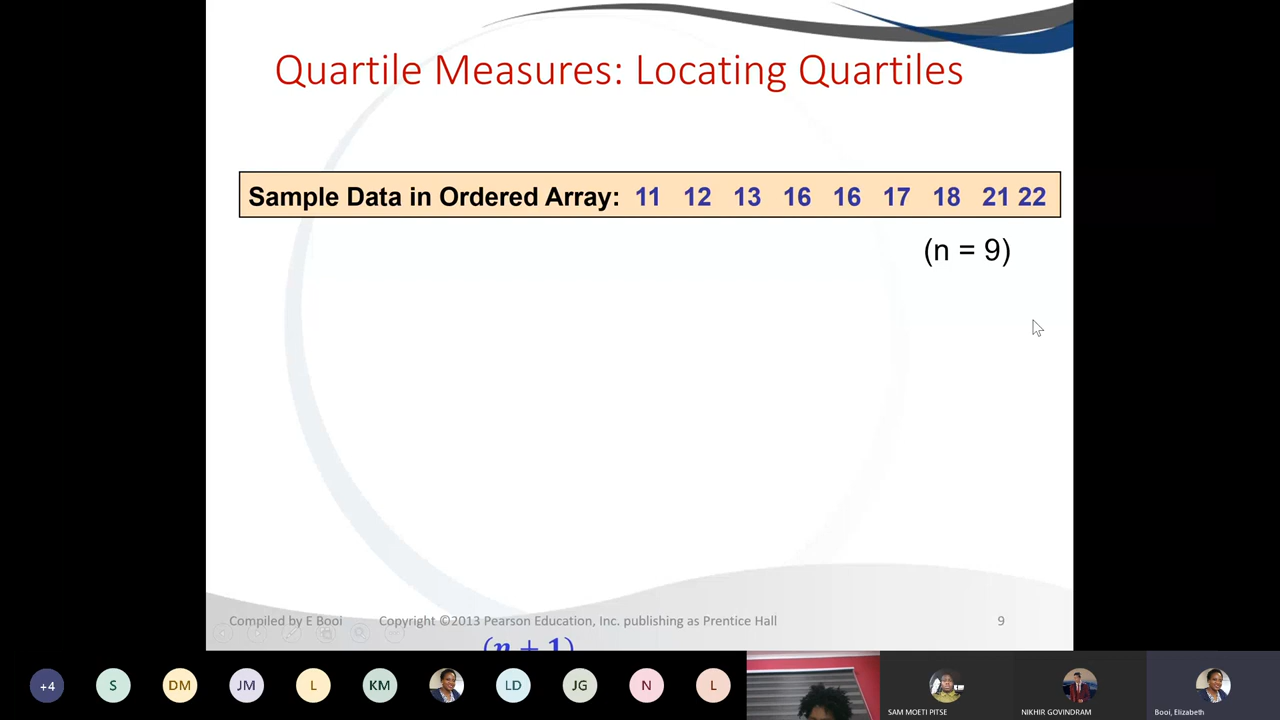 Quartile Measures: Locating Quartiles
Sample Data in Ordered Array: 11 12 13 16 16 17 18 21 22
(n = 9)
Compiled by E Booi Copyright ©2013 Pearson Education, Inc. publishing as Prentice Hall 9
(n + 1)
+4 S DM JM L KM LD JG N L
SAM MOETI PITSE NIKHIR GOVINDRAM Booi, Elizabeth